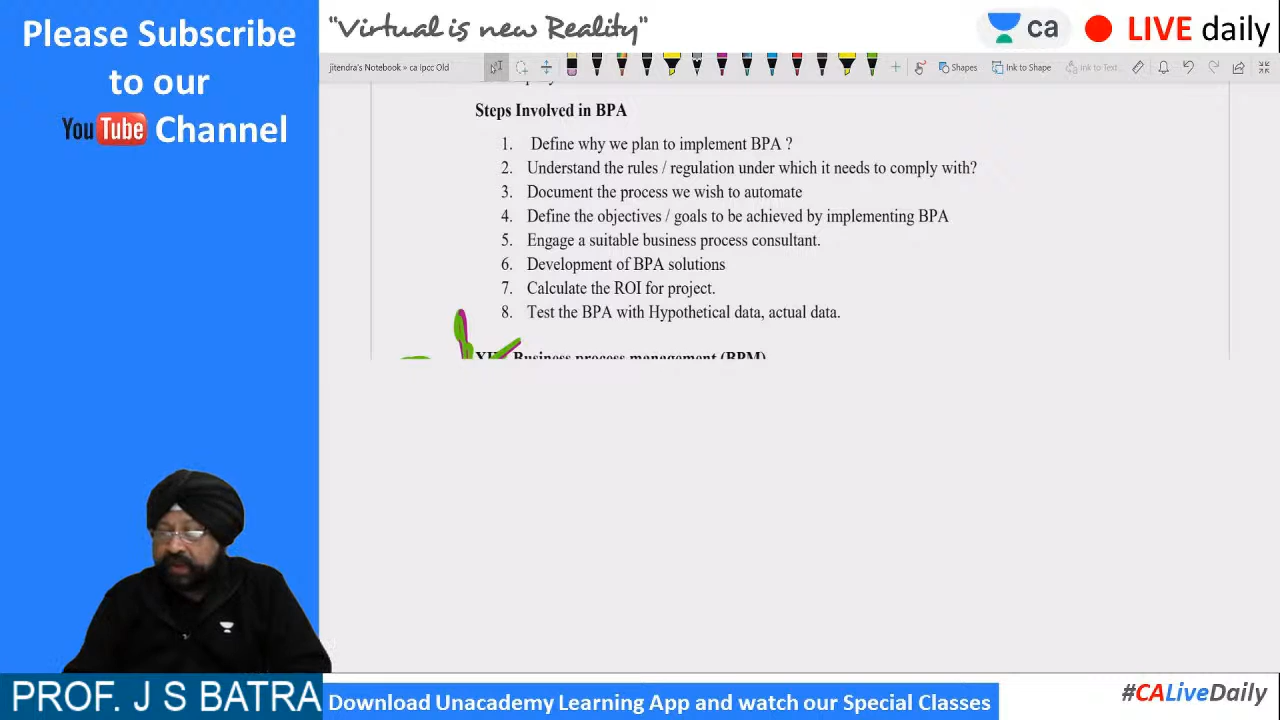 Please Subscribe
to our
YouTube Channel
"Virtual is new Reality"
ca LIVE daily
jitendra's Notebook » ca Ipcc Old
Shapes
Ink to Shape
Ink to Text
Steps Involved in BPA
1. Define why we plan to implement BPA ?
2. Understand the rules / regulation under which it needs to comply with?
3. Document the process we wish to automate
4. Define the objectives / goals to be achieved by implementing BPA
5. Engage a suitable business process consultant.
6. Development of BPA solutions
7. Calculate the ROI for project.
8. Test the BPA with Hypothetical data, actual data.
Business process management (BPM)
PROF. J S BATRA
Download Unacademy Learning App and watch our Special Classes
#CALiveDaily